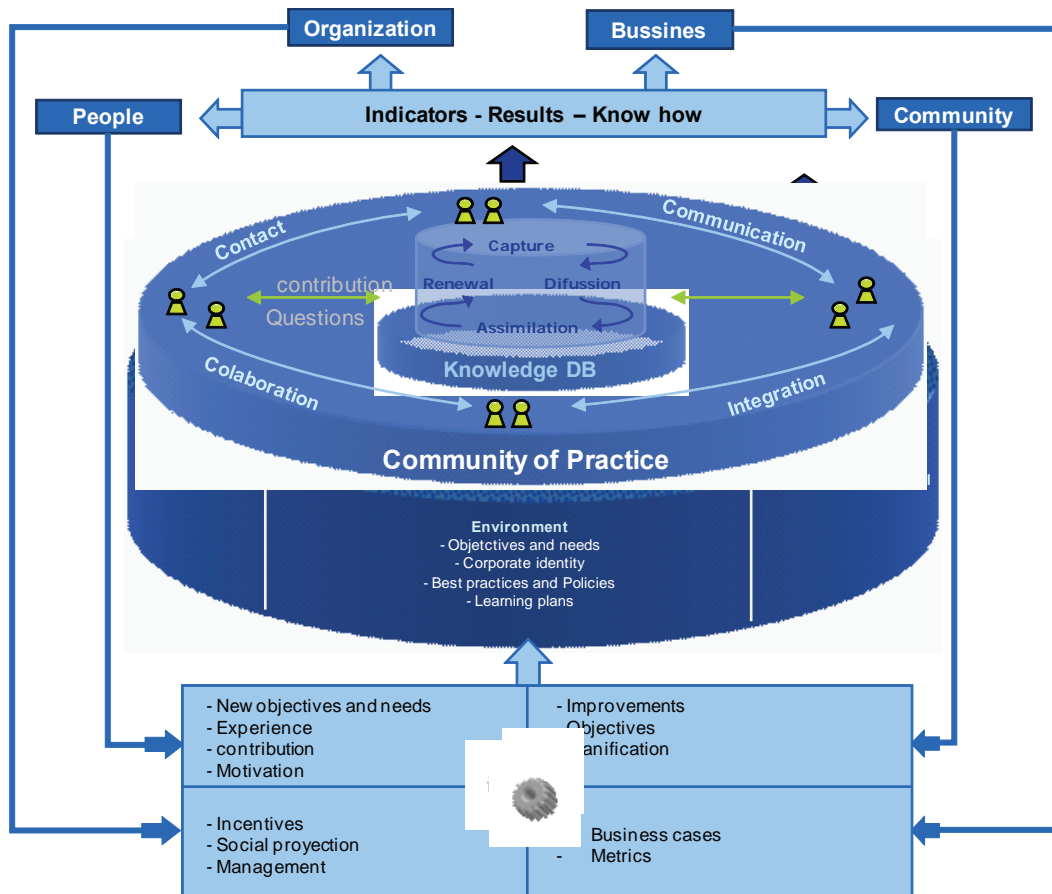 Organization
Bussines
People
Indicators - Results – Know how
Community
Contact
Communication
Capture
contribution
Renewal
Difussion
Questions
Assimilation
Knowledge DB
Colaboration
Integration
Community of Practice
Environment
- Objetctives and needs
- Corporate identity
- Best practices and Policies
- Learning plans
- New objectives and needs
- Experience
- contribution
- Motivation
- Improvements
Objectives
anification
- Incentives
- Social proyection
- Management
Business cases
- Metrics